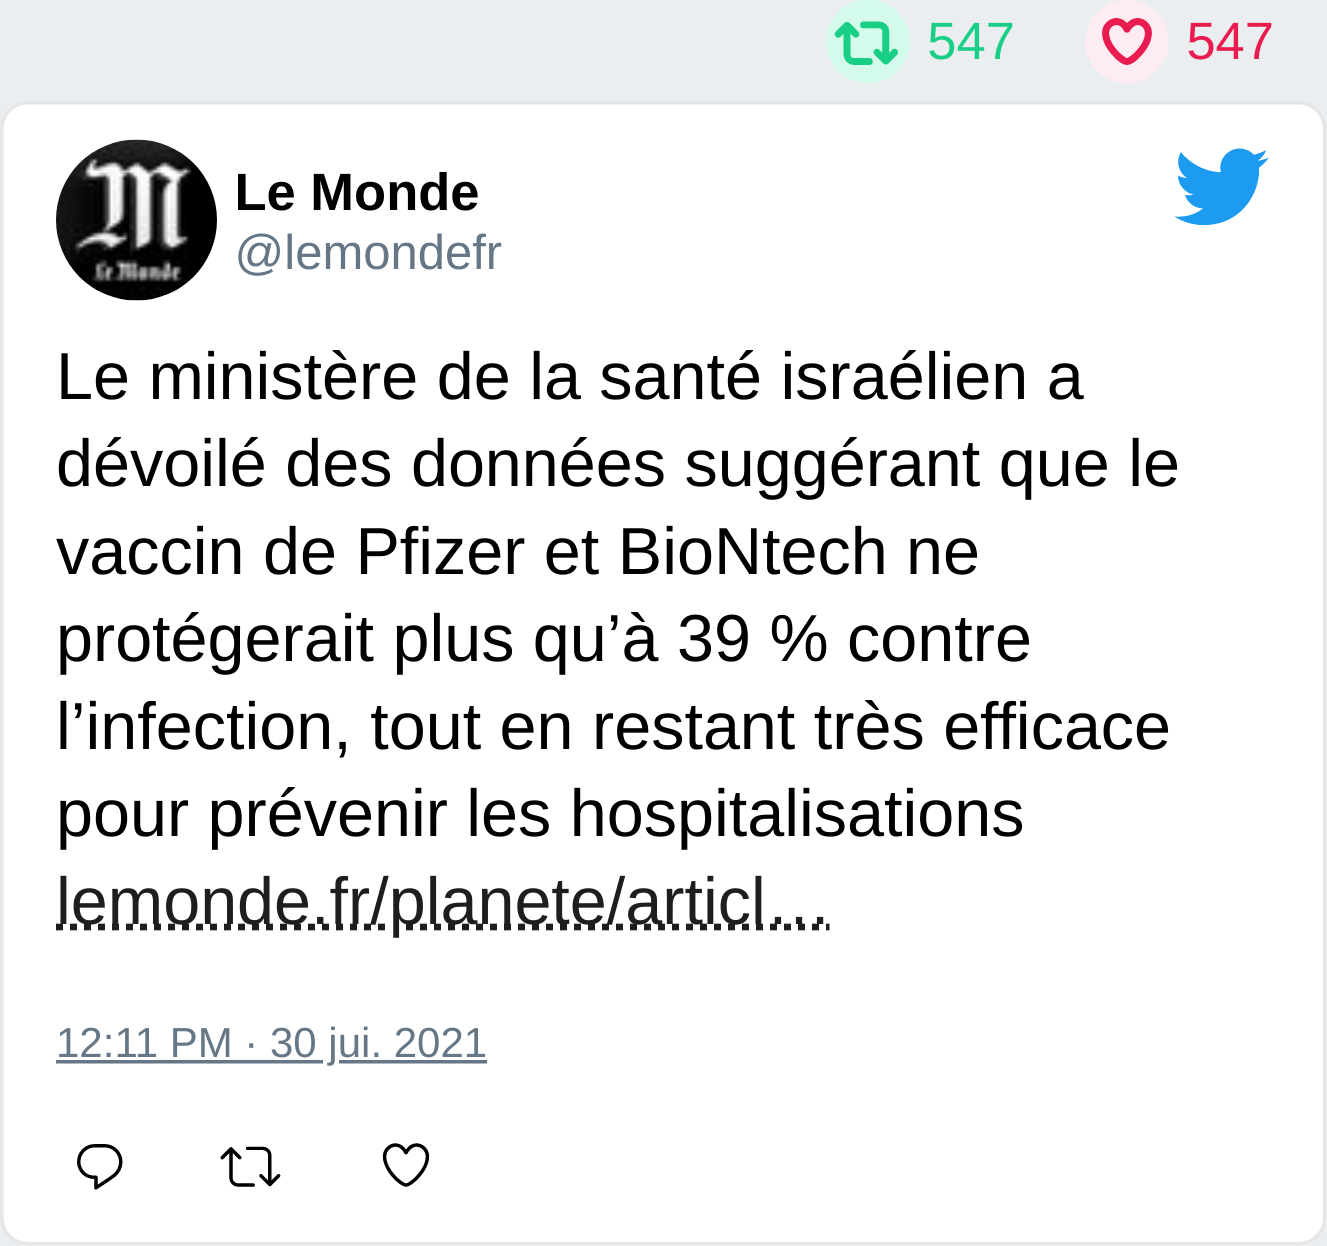 547 547
Le Monde
@lemondefr
Le Monde
Le ministère de la santé israélien a
dévoilé des données suggérant que le
vaccin de Pfizer et BioNtech ne
protégerait plus qu’à 39 % contre
l’infection, tout en restant très efficace
pour prévenir les hospitalisations
lemonde.fr/planete/articl…
12:11 PM · 30 jui. 2021